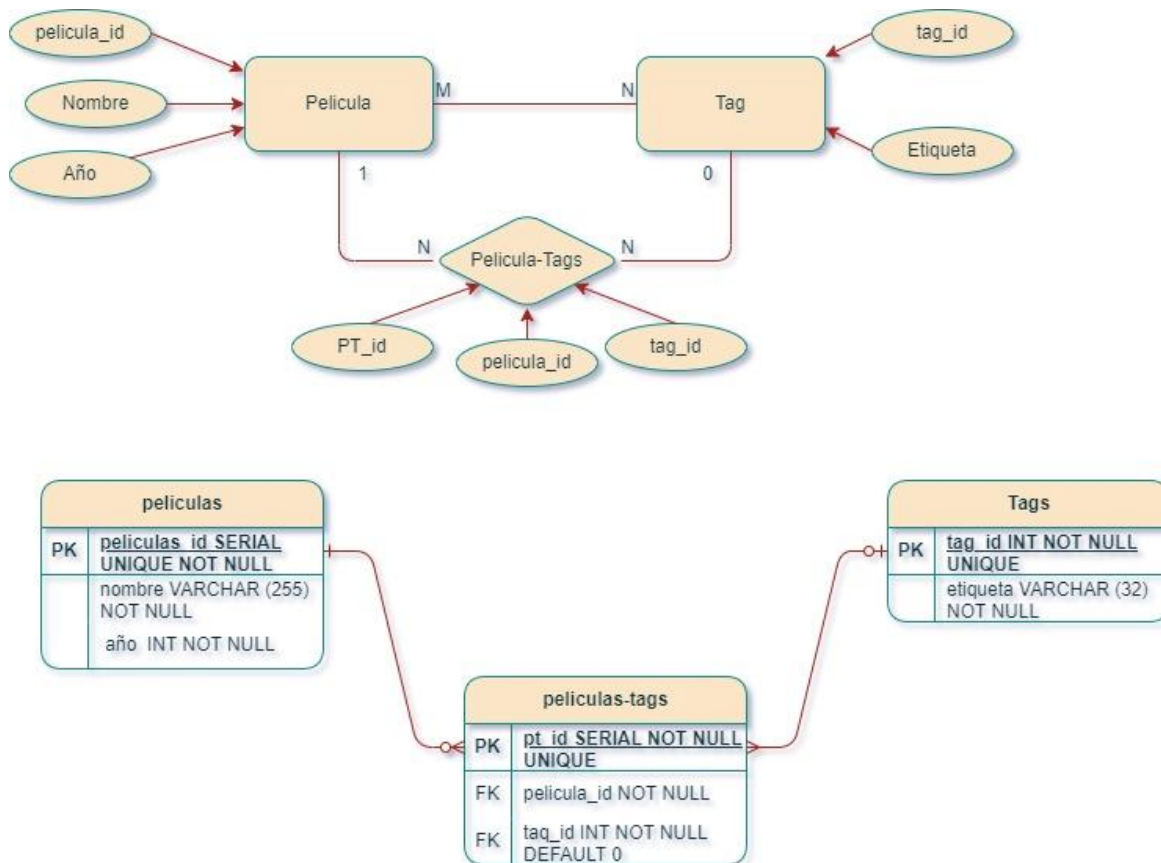 pelicula_id
tag_id
Nombre
Pelicula
M
N
Tag
Año
Etiqueta
1
0
N
Pelicula-Tags
N
PT_id
pelicula_id
tag_id
peliculas
PK
peliculas_id SERIAL
UNIQUE NOT NULL
nombre VARCHAR (255)
NOT NULL
año INT NOT NULL
Tags
PK
tag_id INT NOT NULL
UNIQUE
etiqueta VARCHAR (32)
NOT NULL
peliculas-tags
PK
pt_id SERIAL NOT NULL
UNIQUE
FK
pelicula_id NOT NULL
FK
taq_id INT NOT NULL
DEFAULT 0